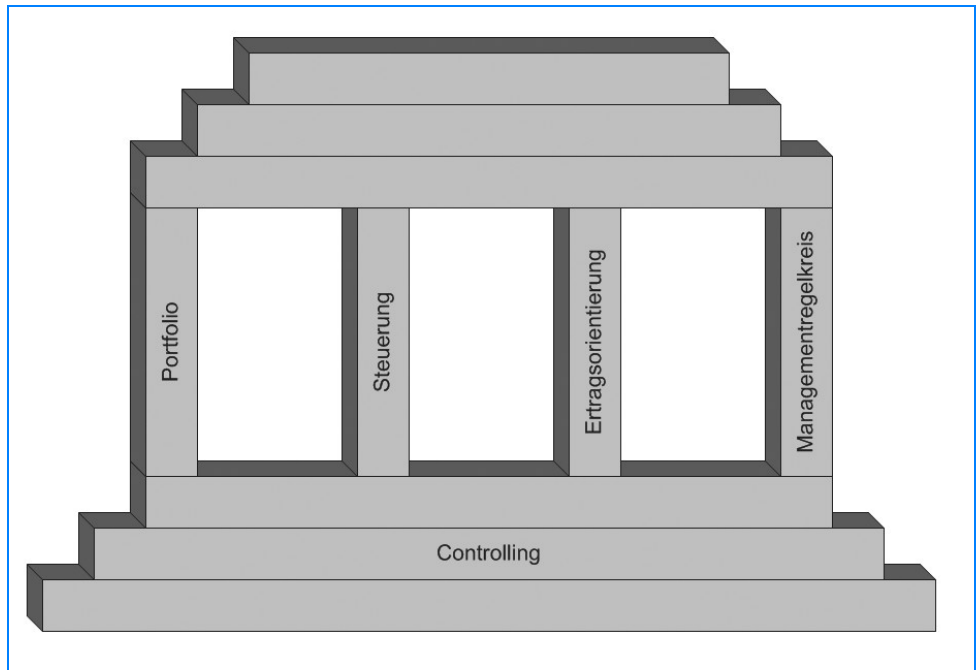 Portfolio
Steuerung
Ertragsorientierung
Managementregelkreis
Controlling